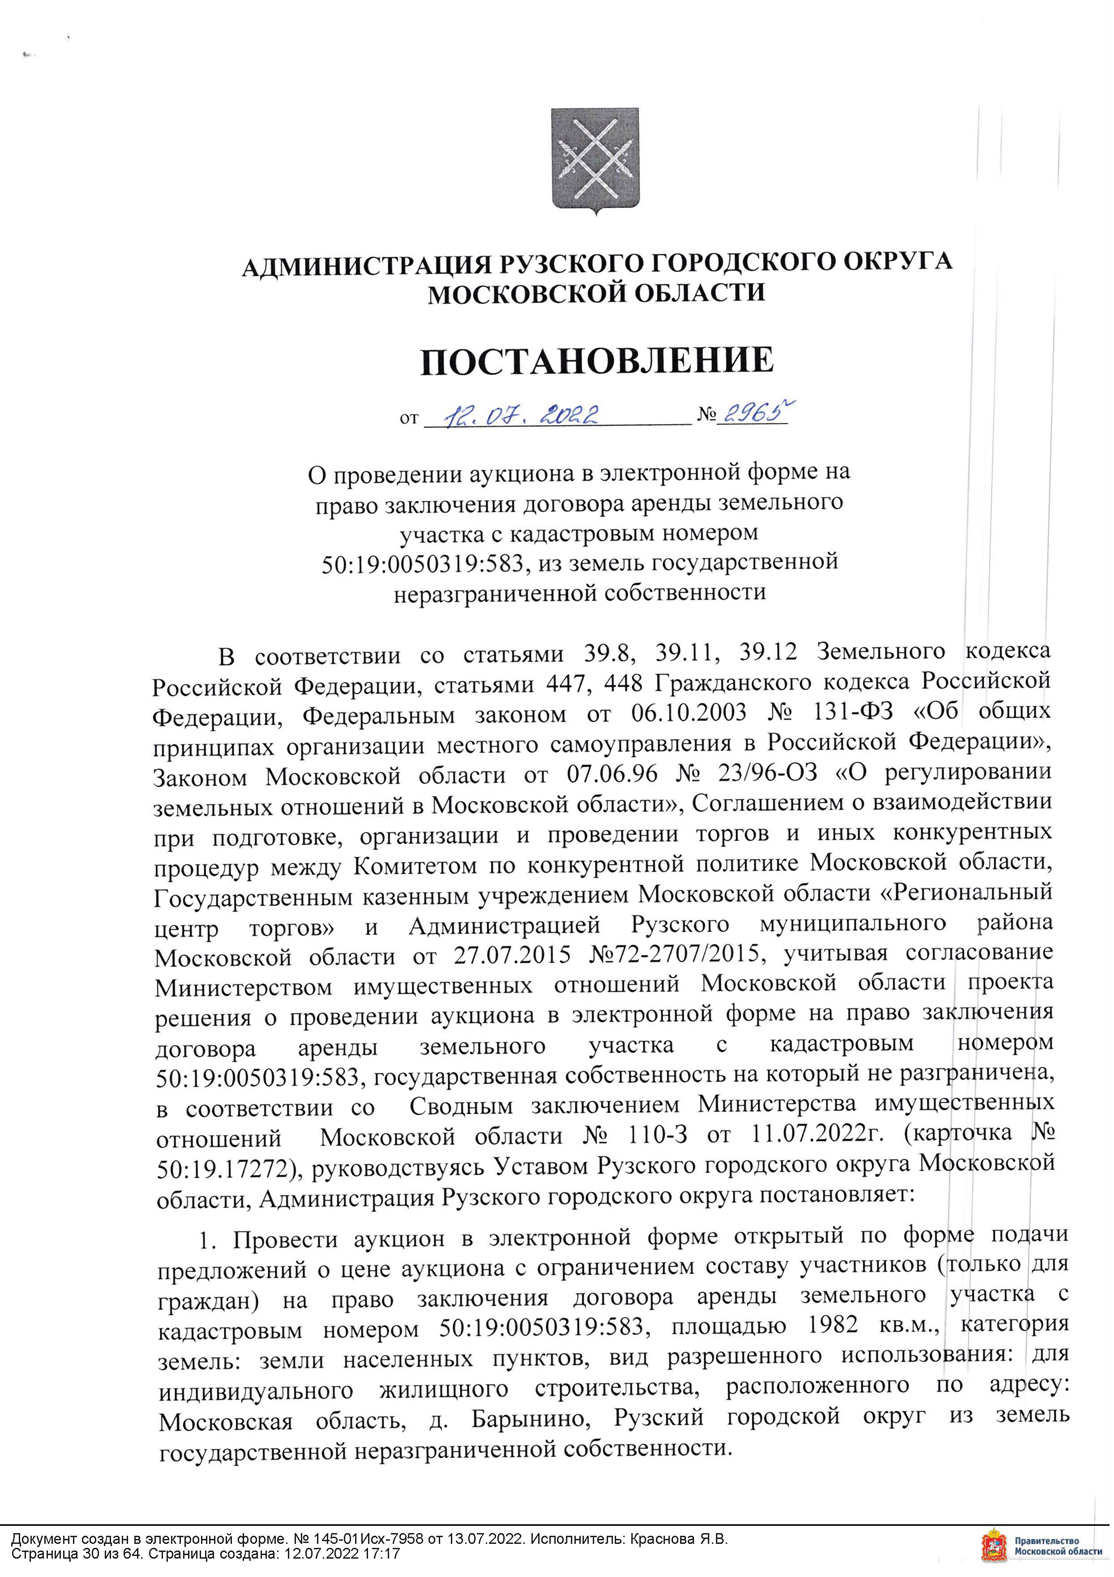 АДМИНИСТРАЦИЯ РУЗСКОГО ГОРОДСКОГО ОКРУГА
МОСКОВСКОЙ ОБЛАСТИ
ПОСТАНОВЛЕНИЕ
от 12.07.2022 № 2965
О проведении аукциона в электронной форме на
право заключения договора аренды земельного
участка с кадастровым номером
50:19:0050319:583, из земель государственной
неразграниченной собственности
В соответствии со статьями 39.8, 39.11, 39.12 Земельного кодекса
Российской Федерации, статьями 447, 448 Гражданского кодекса Российской
Федерации, Федеральным законом от 06.10.2003 № 131-ФЗ «Об общих
принципах организации местного самоуправления в Российской Федерации»,
Законом Московской области от 07.06.96 № 23/96-ОЗ «О регулировании
земельных отношений в Московской области», Соглашением о взаимодействии
при подготовке, организации и проведении торгов и иных конкурентных
процедур между Комитетом по конкурентной политике Московской области,
Государственным казенным учреждением Московской области «Региональный
центр торгов» и Администрацией Рузского муниципального района
Московской области от 27.07.2015 №72-2707/2015, учитывая согласование
Министерством имущественных отношений Московской области проекта
решения о проведении аукциона в электронной форме на право заключения
договора аренды земельного участка с кадастровым номером
50:19:0050319:583, государственная собственность на который не разграничена,
в соответствии со Сводным заключением Министерства имущественных
отношений Московской области № 110-З от 11.07.2022г. (карточка №
50:19.17272), руководствуясь Уставом Рузского городского округа Московской
области, Администрация Рузского городского округа постановляет:
1. Провести аукцион в электронной форме открытый по форме подачи
предложений о цене аукциона с ограничением составу участников (только для
граждан) на право заключения договора аренды земельного участка с
кадастровым номером 50:19:0050319:583, площадью 1982 кв.м., категория
земель: земли населенных пунктов, вид разрешенного использования: для
индивидуального жилищного строительства, расположенного по адресу:
Московская область, д. Барынино, Рузский городской округ из земель
государственной неразграниченной собственности.
Документ создан в электронной форме. № 145-01Исх-7958 от 13.07.2022. Исполнитель: Краснова Я.В.
Страница 30 из 64. Страница создана: 12.07.2022 17:17
Правительство
Московской области